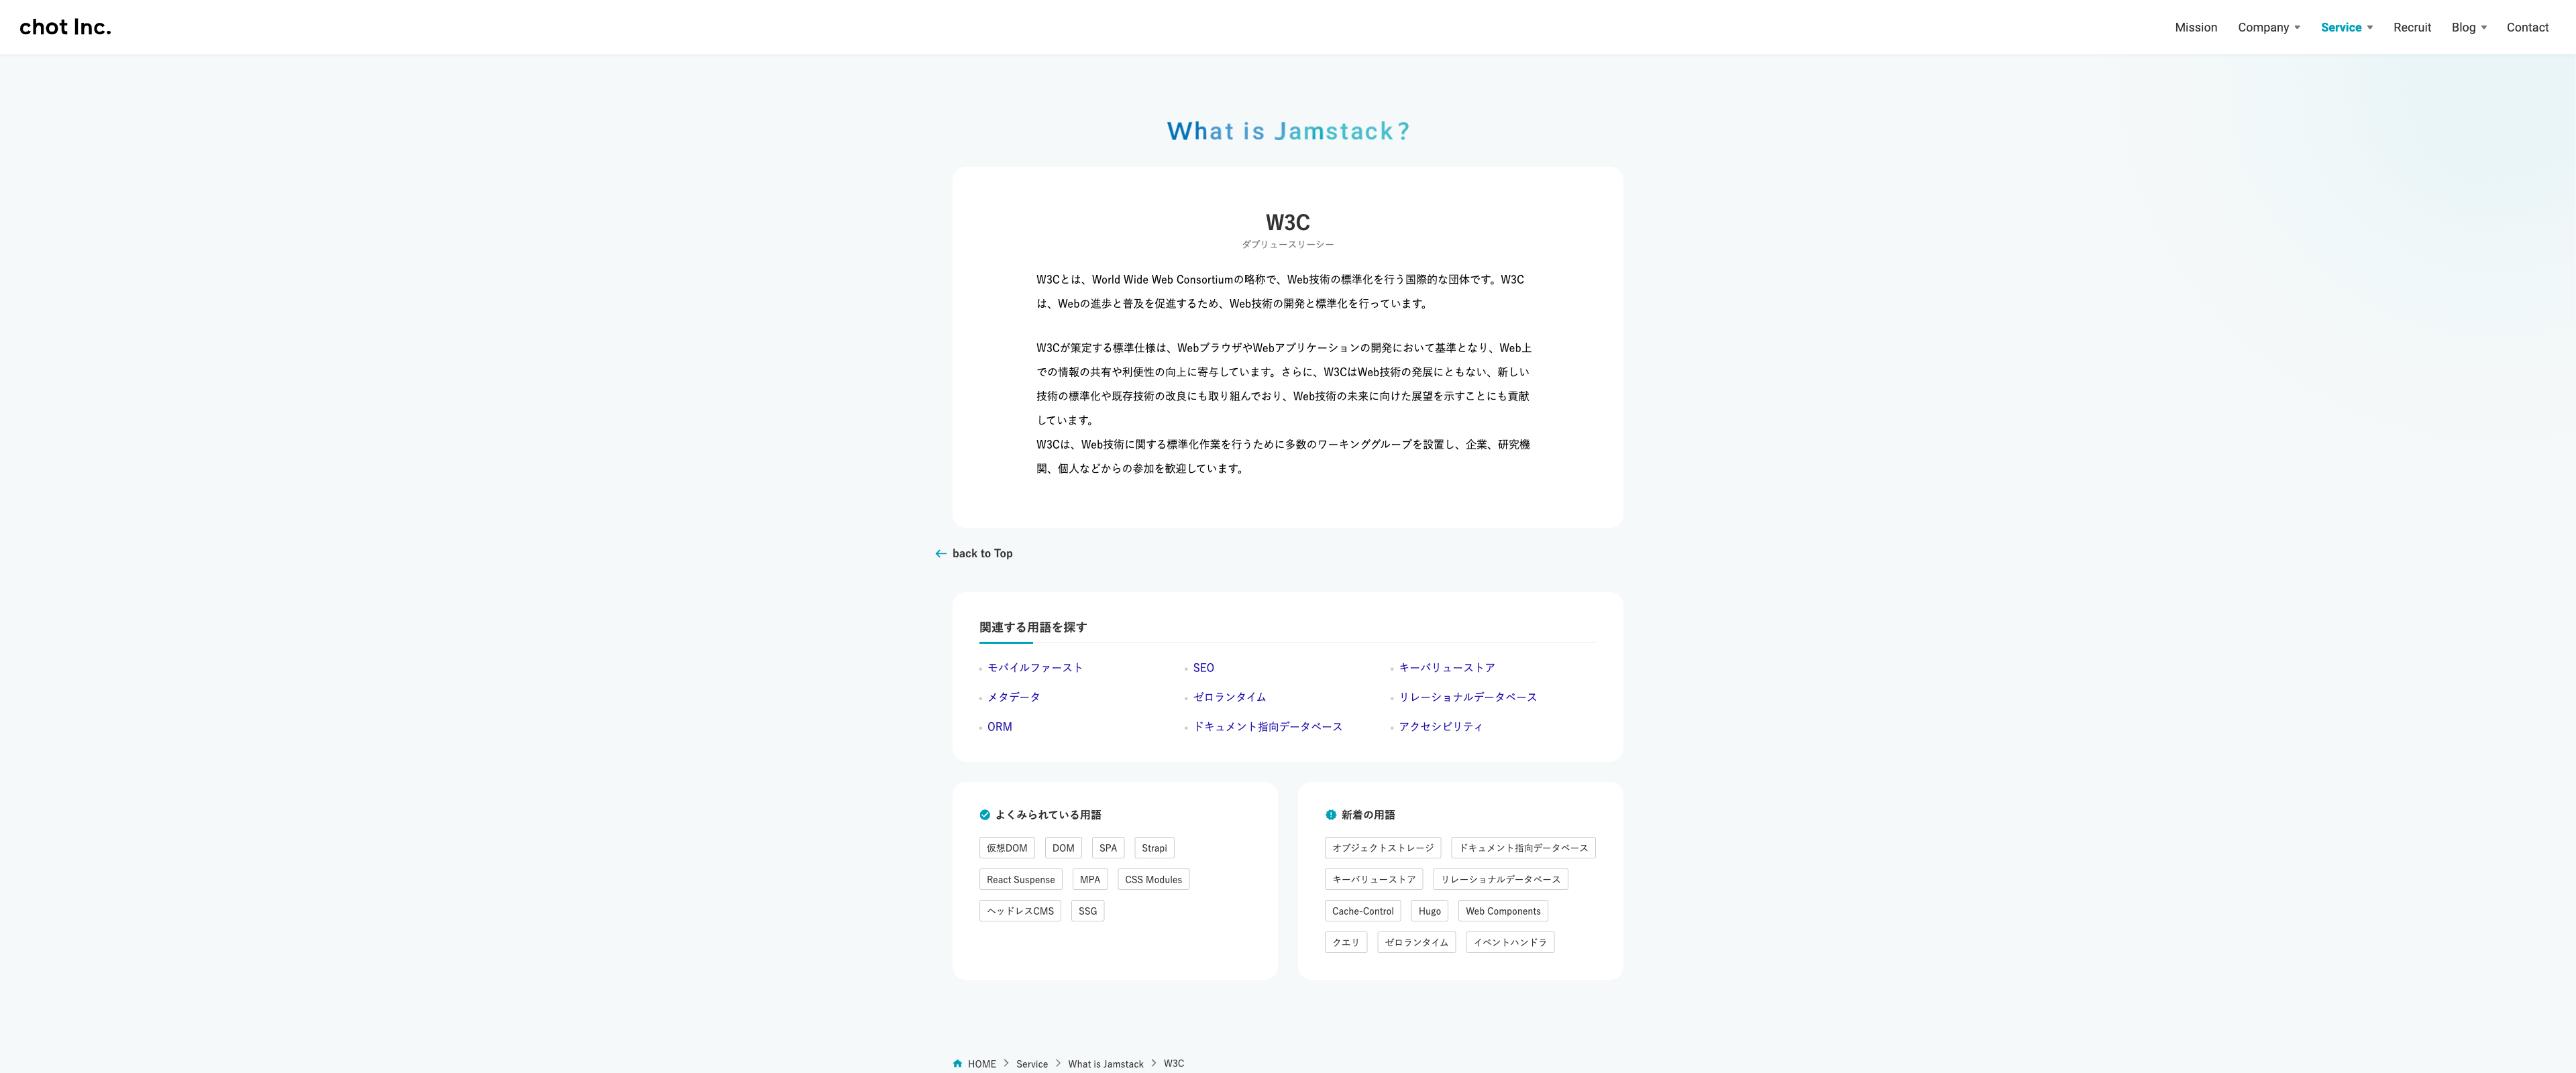 chot Inc.
Mission
Company
Service
Recruit
Blog
Contact
What is Jamstack?
W3C
ダブリュースリーシー
W3Cとは、World Wide Web Consortiumの略称で、Web技術の標準化を行う国際的な団体です。W3C
は、Webの進歩と普及を促進するため、Web技術の開発と標準化を行っています。
W3Cが策定する標準仕様は、WebブラウザやWebアプリケーションの開発において基準となり、Web上
での情報の共有や利便性の向上に寄与しています。さらに、W3CはWeb技術の発展にともない、新しい
技術の標準化や既存技術の改良にも取り組んでおり、Web技術の未来に向けた展望を示すことにも貢献
しています。
W3Cは、Web技術に関する標準化作業を行うために多数のワーキンググループを設置し、企業、研究機
関、個人などからの参加を歓迎しています。
back to Top
関連する用語を探す
モバイルファースト
SEO
キーバリューストア
メタデータ
ゼロランタイム
リレーショナルデータベース
ORM
ドキュメント指向データベース
アクセシビリティ
よくみられている用語
仮想DOM
DOM
SPA
Strapi
React Suspense
MPA
CSS Modules
ヘッドレスCMS
SSG
新着の用語
オブジェクトストレージ
ドキュメント指向データベース
キーバリューストア
リレーショナルデータベース
Cache-Control
Hugo
Web Components
クエリ
ゼロランタイム
イベントハンドラ
HOME
Service
What is Jamstack
W3C